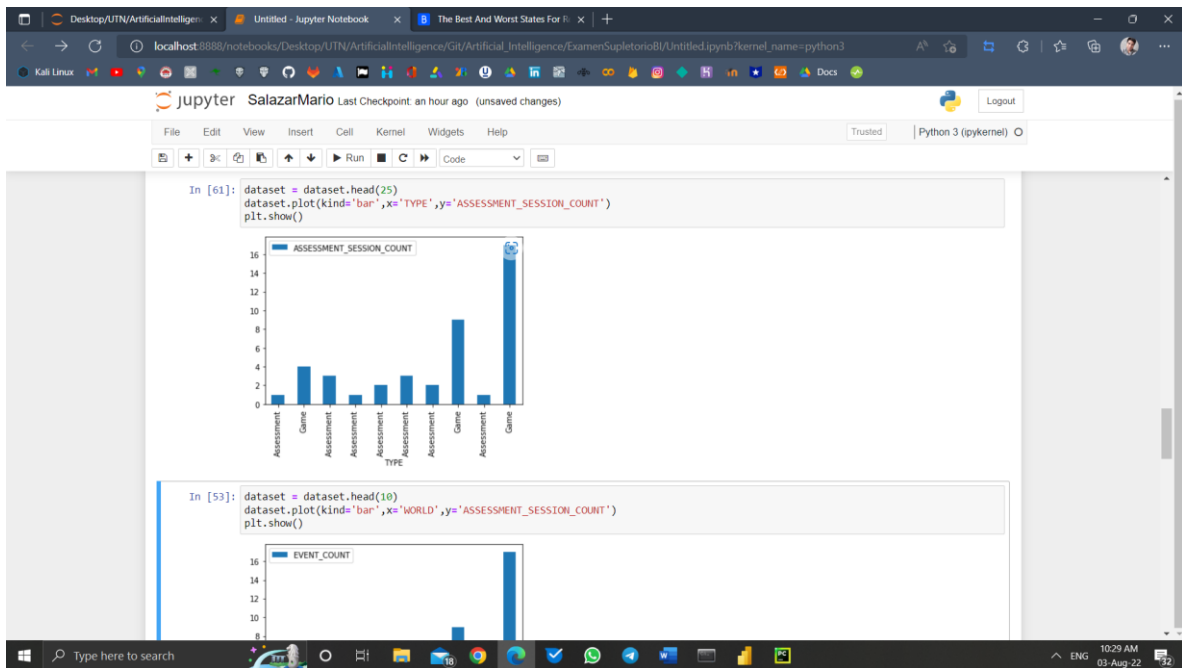 Desktop/UTN/ArtificialIntelligen
Untitled - Jupyter Notebook
The Best And Worst States For R
localhost:8888/notebooks/Desktop/UTN/ArtificialIntelligence/Git/Artificial_Intelligence/ExamenSupletorioBI/Untitled.ipynb?kernel_name=python3
Kali Linux
Docs
jupyter SalazarMario Last Checkpoint: an hour ago (unsaved changes)
Logout
File Edit View Insert Cell Kernel Widgets Help
Trusted
Python 3 (ipykernel)
Run
Code
In [61]: dataset = dataset.head(25)
dataset.plot(kind='bar',x='TYPE',y='ASSESSMENT_SESSION_COUNT')
plt.show()
ASSESSMENT_SESSION_COUNT
16
14
12
10
8
6
4
2
0
Assessment
Game
Assessment
Assessment
Assessment
Assessment
Assessment
Game
Assessment
Game
TYPE
In [53]: dataset = dataset.head(10)
dataset.plot(kind='bar',x='WORLD',y='ASSESSMENT_SESSION_COUNT')
plt.show()
EVENT_COUNT
16
14
12
10
8
Type here to search
18
ENG
10:29 AM
03-Aug-22
32